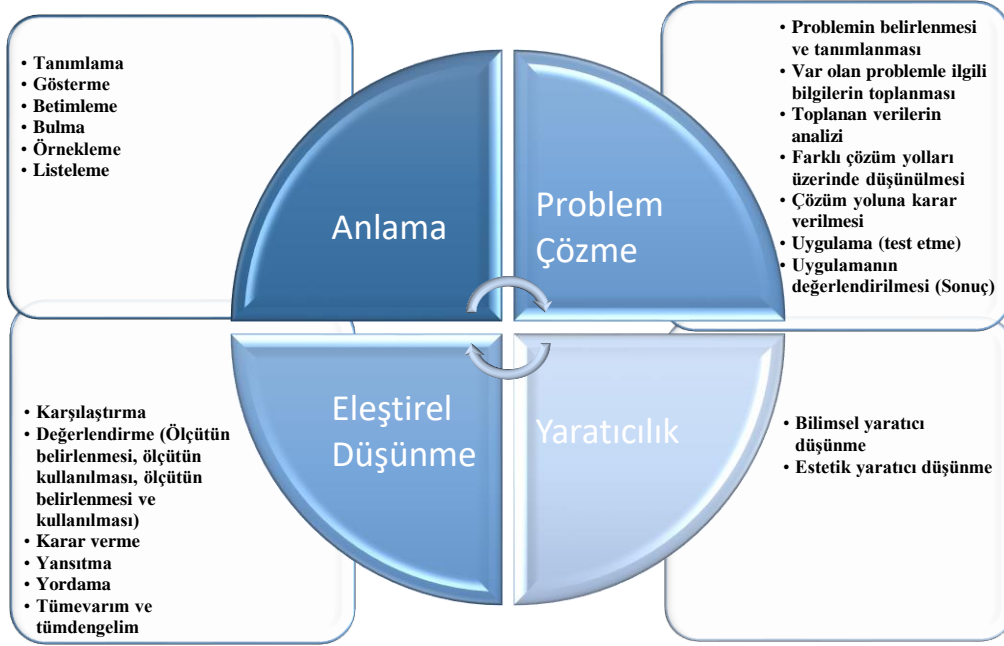 • Tanımlama
• Gösterme
• Betimleme
• Bulma
• Örnekleme
• Listeleme
Anlama
Problem
Çözme
• Problemin belirlenmesi
ve tanımlanması
• Var olan problemle ilgili
bilgilerin toplanması
• Toplanan verilerin
analizi
• Farklı çözüm yolları
üzerinde düşünülmesi
• Çözüm yoluna karar
verilmesi
• Uygulama (test etme)
• Uygulamanın
değerlendirilmesi (Sonuç)
• Karşılaştırma
• Değerlendirme (Ölçütün
belirlenmesi, ölçütün
kullanılması, ölçütün
belirlenmesi ve
kullanılması)
• Karar verme
• Yansıtma
• Yordama
• Tümevarım ve
tümdengelim
Eleştirel
Düşünme
Yaratıcılık
• Bilimsel yaratıcı
düşünme
• Estetik yaratıcı düşünme